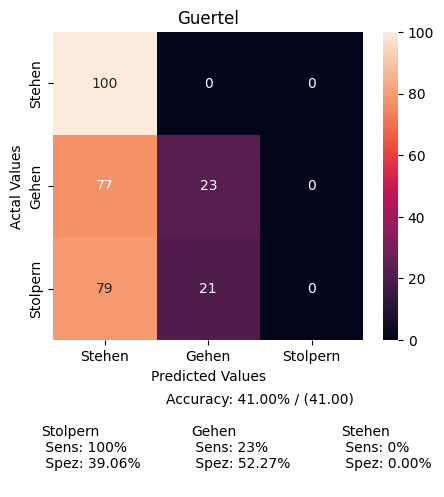 Guertel
Stehen
Gehen
Stolpern
Actal Values
100 0 0
77 23 0
79 21 0
100
80
60
40
20
0
Stehen Gehen Stolpern
Predicted Values
Accuracy: 41.00% / (41.00)
Stolpern
Sens: 100%
Spez: 39.06%
Gehen
Sens: 23%
Spez: 52.27%
Stehen
Sens: 0%
Spez: 0.00%